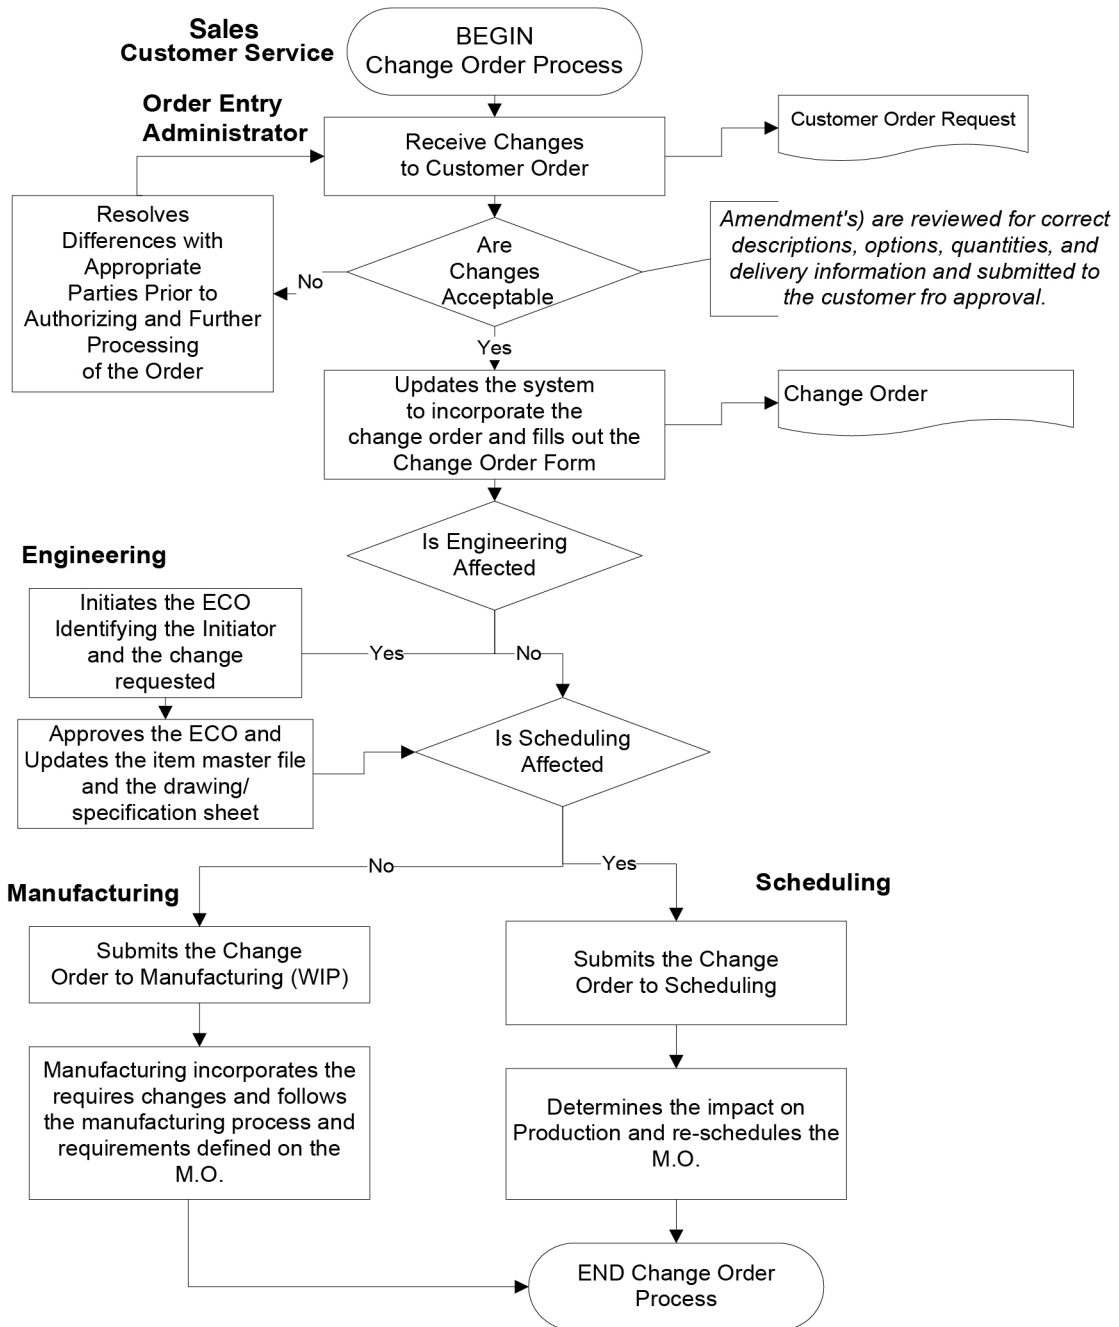 Sales
Customer Service
BEGIN
Change Order Process
Order Entry
Administrator
Receive Changes
to Customer Order
Customer Order Request
Resolves
Differences with
Appropriate
Parties Prior to
Authorizing and Further
Processing
of the Order
No
Are
Changes
Acceptable
Amendment's) are reviewed for correct
descriptions, options, quantities, and
delivery information and submitted to
the customer fro approval.
Yes
Updates the system
to incorporate the
change order and fills out the
Change Order Form
Change Order
Is Engineering
Affected
Engineering
Initiates the ECO
Identifying the Initiator
and the change
requested
Yes
No
Approves the ECO and
Updates the item master file
and the drawing/
specification sheet
Is Scheduling
Affected
No
Yes
Manufacturing
Scheduling
Submits the Change
Order to Manufacturing (WIP)
Submits the Change
Order to Scheduling
Manufacturing incorporates the
requires changes and follows
the manufacturing process and
requirements defined on the
M.O.
Determines the impact on
Production and re-schedules the
M.O.
END Change Order
Process